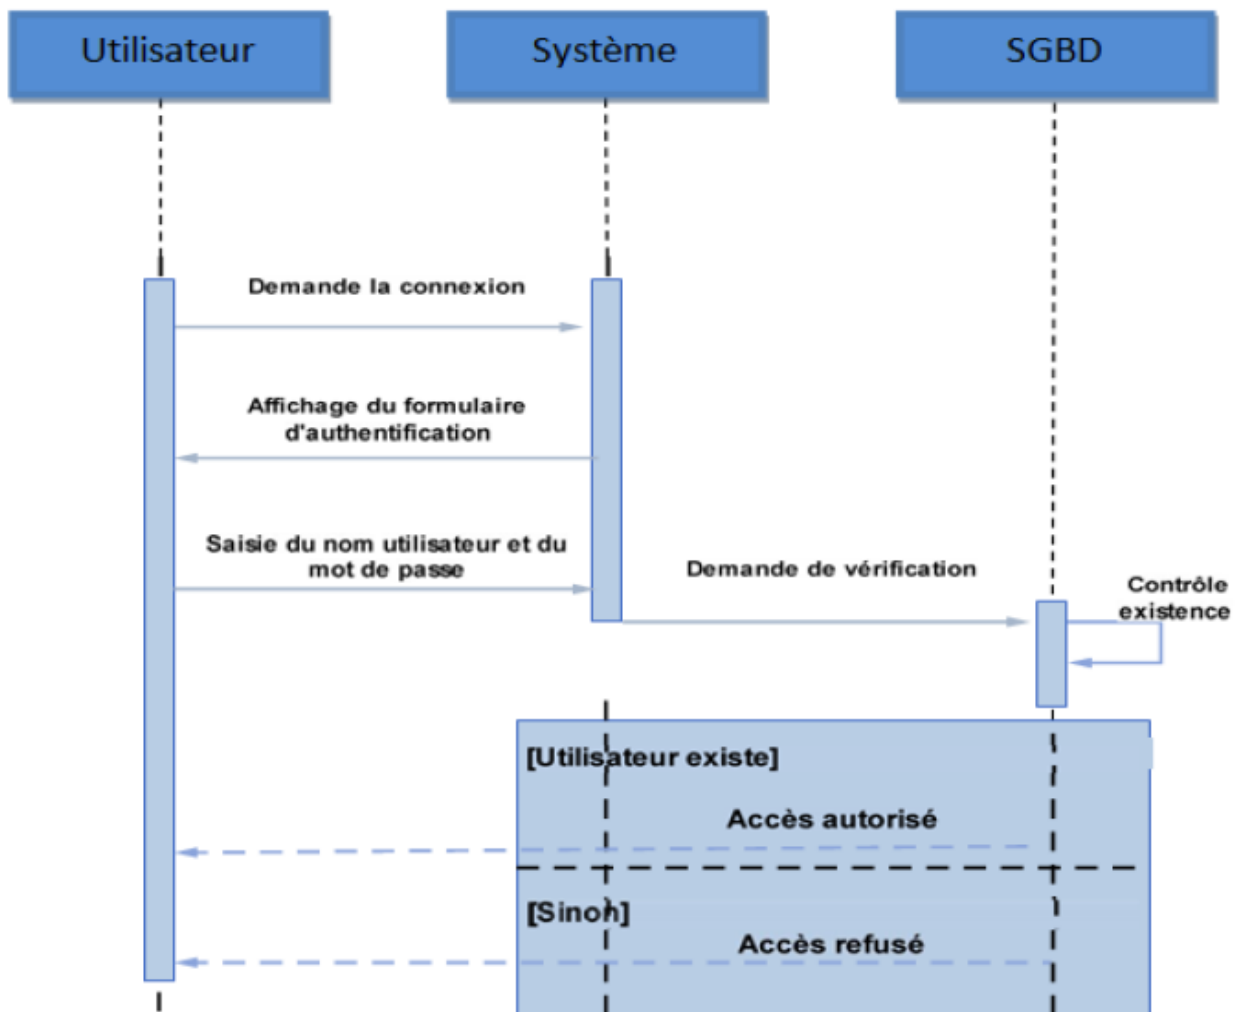 Utilisateur
Système
SGBD
Demande la connexion
Affichage du formulaire
d'authentification
Saisie du nom utilisateur et du
mot de passe
Demande de vérification
Contrôle
existence
[Utilisateur existe]
Accès autorisé
[Sinon]
Accès refusé